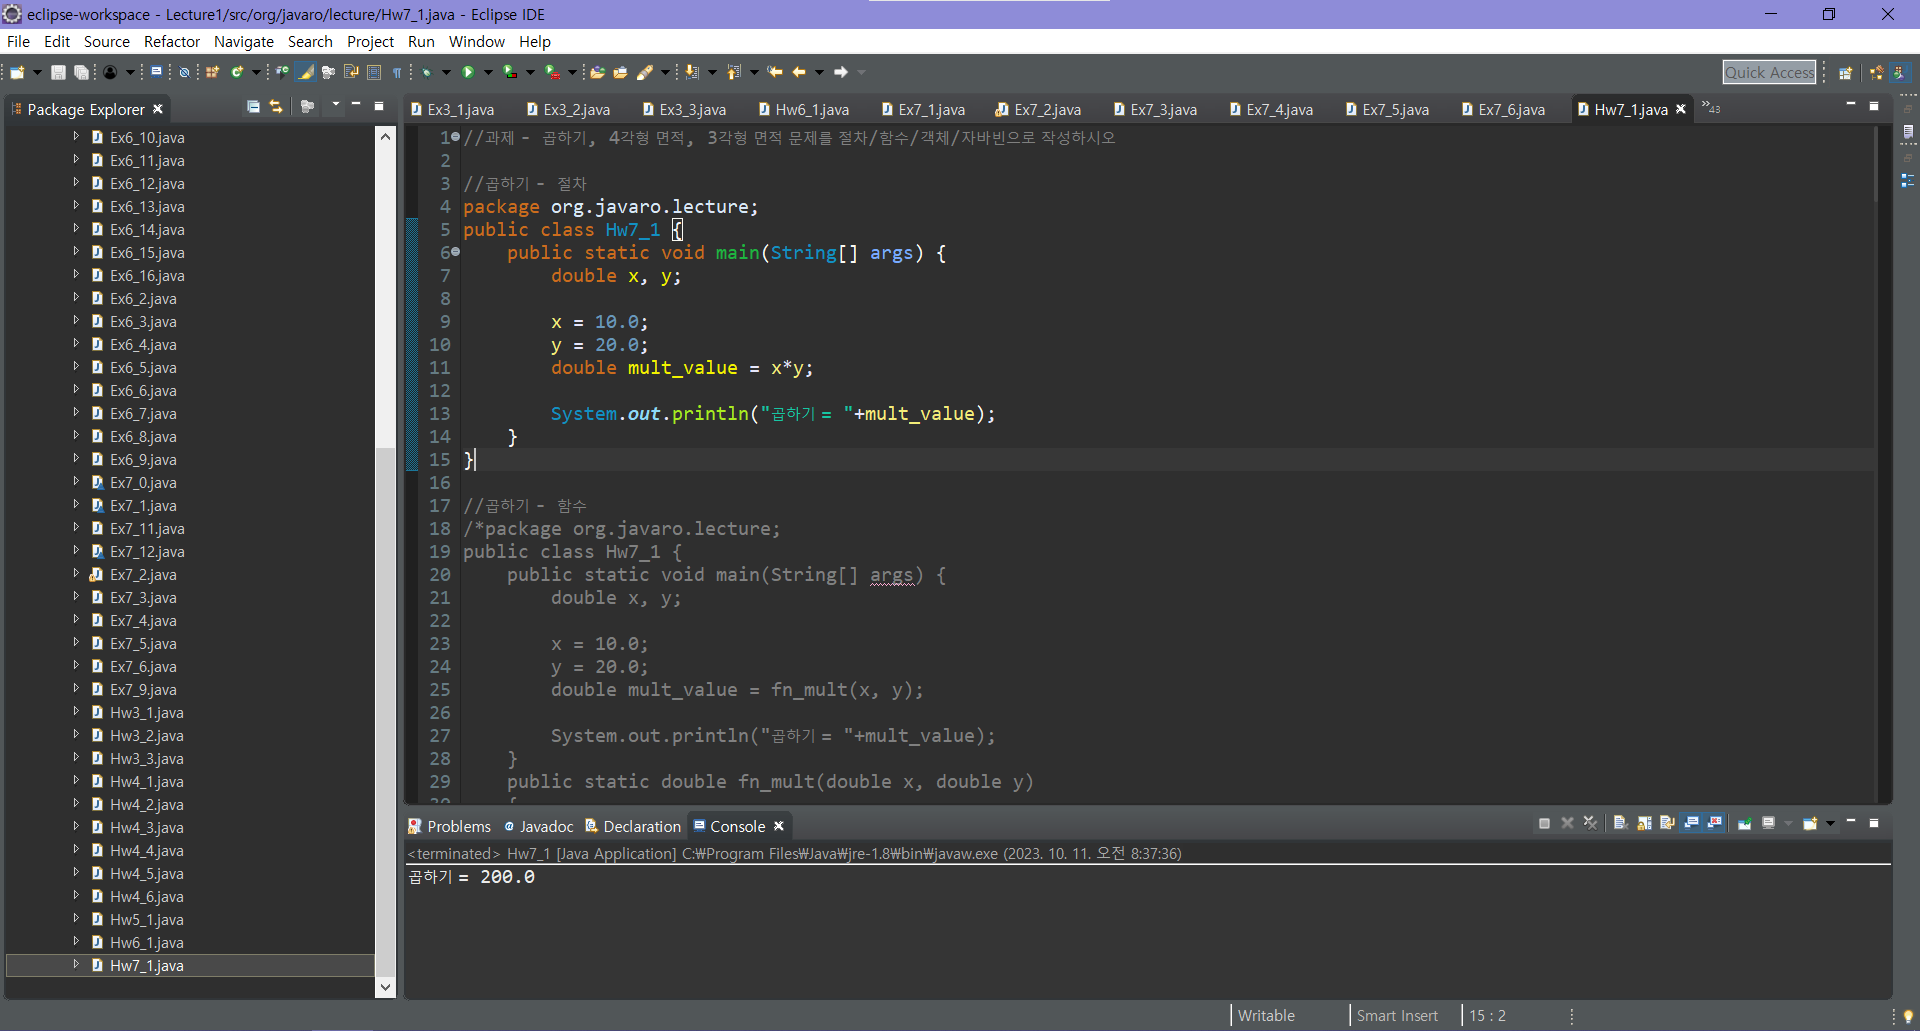 eclipse-workspace - Lecture1/src/org/javaro/lecture/Hw7_1.java - Eclipse IDE
File Edit Source Refactor Navigate Search Project Run Window Help
Quick Access
Package Explorer
Ex3_1.java Ex3_2.java Ex3_3.java Hw6_1.java Ex7_1.java Ex7_2.java Ex7_3.java Ex7_4.java Ex7_5.java Ex7_6.java Hw7_1.java »43
Ex6_10.java
Ex6_11.java
Ex6_12.java
Ex6_13.java
Ex6_14.java
Ex6_15.java
Ex6_16.java
Ex6_2.java
Ex6_3.java
Ex6_4.java
Ex6_5.java
Ex6_6.java
Ex6_7.java
Ex6_8.java
Ex6_9.java
Ex7_0.java
Ex7_1.java
Ex7_11.java
Ex7_12.java
Ex7_2.java
Ex7_3.java
Ex7_4.java
Ex7_5.java
Ex7_6.java
Ex7_9.java
Hw3_1.java
Hw3_2.java
Hw3_3.java
Hw4_1.java
Hw4_2.java
Hw4_3.java
Hw4_4.java
Hw4_5.java
Hw4_6.java
Hw5_1.java
Hw6_1.java
Hw7_1.java
1 //과제 - 곱하기, 4각형 면적, 3각형 면적 문제를 절차/함수/객체/자바빈으로 작성하시오
2
3 //곱하기 - 절차
4 package org.javaro.lecture;
5 public class Hw7_1 {
6 public static void main(String[] args) {
7 double x, y;
8
9 x = 10.0;
10 y = 20.0;
11 double mult_value = x*y;
12
13 System.out.println("곱하기 = "+mult_value);
14 }
15 }
16
17 //곱하기 - 함수
18 /*package org.javaro.lecture;
19 public class Hw7_1 {
20 public static void main(String[] args) {
21 double x, y;
22
23 x = 10.0;
24 y = 20.0;
25 double mult_value = fn_mult(x, y);
26
27 System.out.println("곱하기 = "+mult_value);
28 }
29 public static double fn_mult(double x, double y)
30 {
Problems Javadoc Declaration Console
<terminated> Hw7_1 [Java Application] C:₩Program Files₩Java₩jre-1.8₩bin₩javaw.exe (2023. 10. 11. 오전 8:37:36)
곱하기 = 200.0
Writable Smart Insert 15 : 2